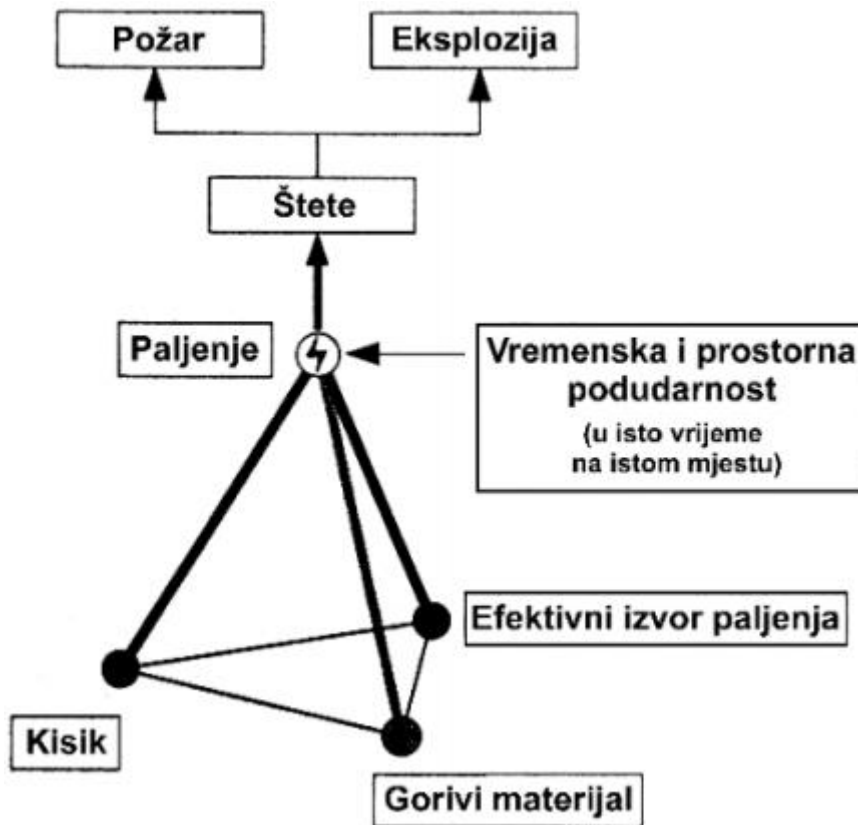 Požar
Eksplozija
Štete
Paljenje
Vremenska i prostorna
podudarnost
(u isto vrijeme
na istom mjestu)
Efektivni izvor paljenja
Kisik
Gorivi materijal